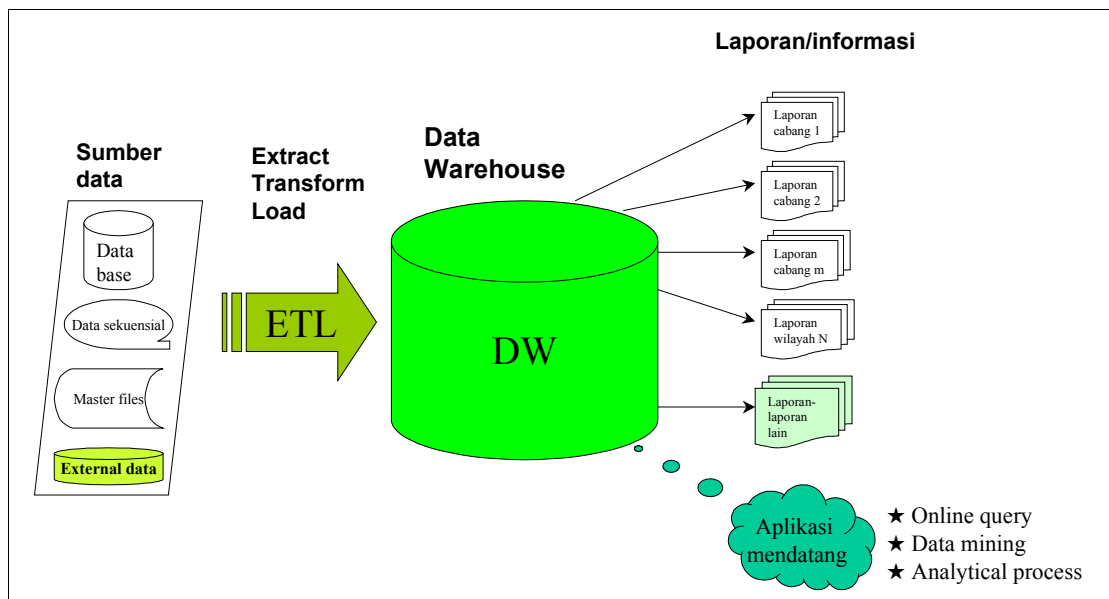 Laporan/informasi
Sumber
data
Data
base
Data sekuensial
Master files
External data
Extract
Transform
Load
ETL
Data
Warehouse
DW
Laporan
cabang 1
Laporan
cabang 2
Laporan
cabang m
Laporan
wilayah N
Laporan-
laporan
lain
Aplikasi
mendatang
★ Online query
★ Data mining
★ Analytical process